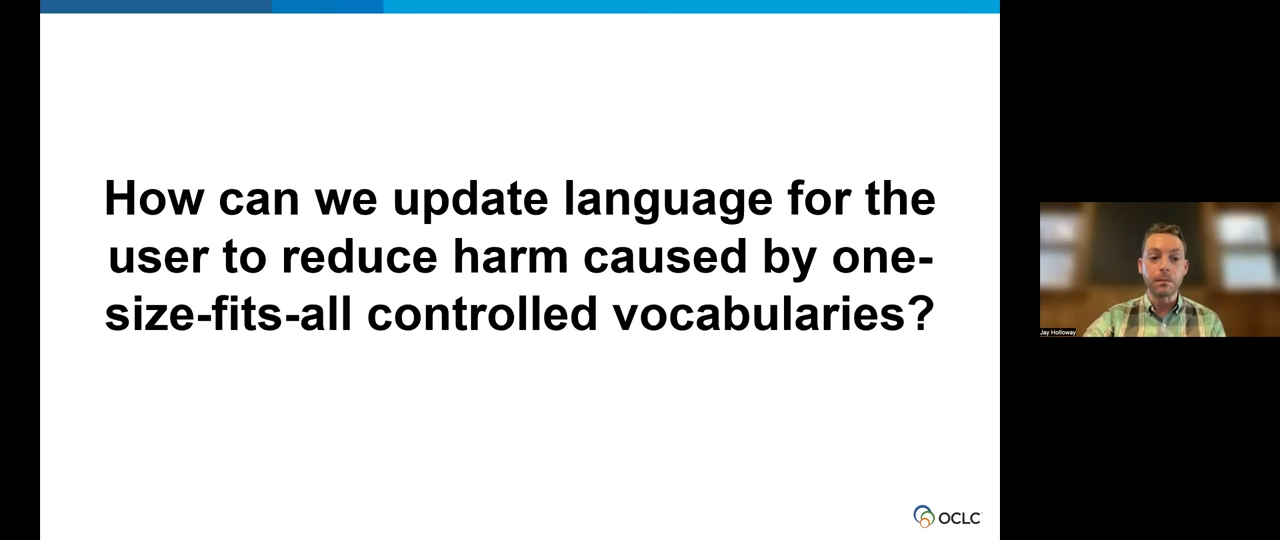 How can we update language for the
user to reduce harm caused by one-
size-fits-all controlled vocabularies?
Jay Holloway
OCLC